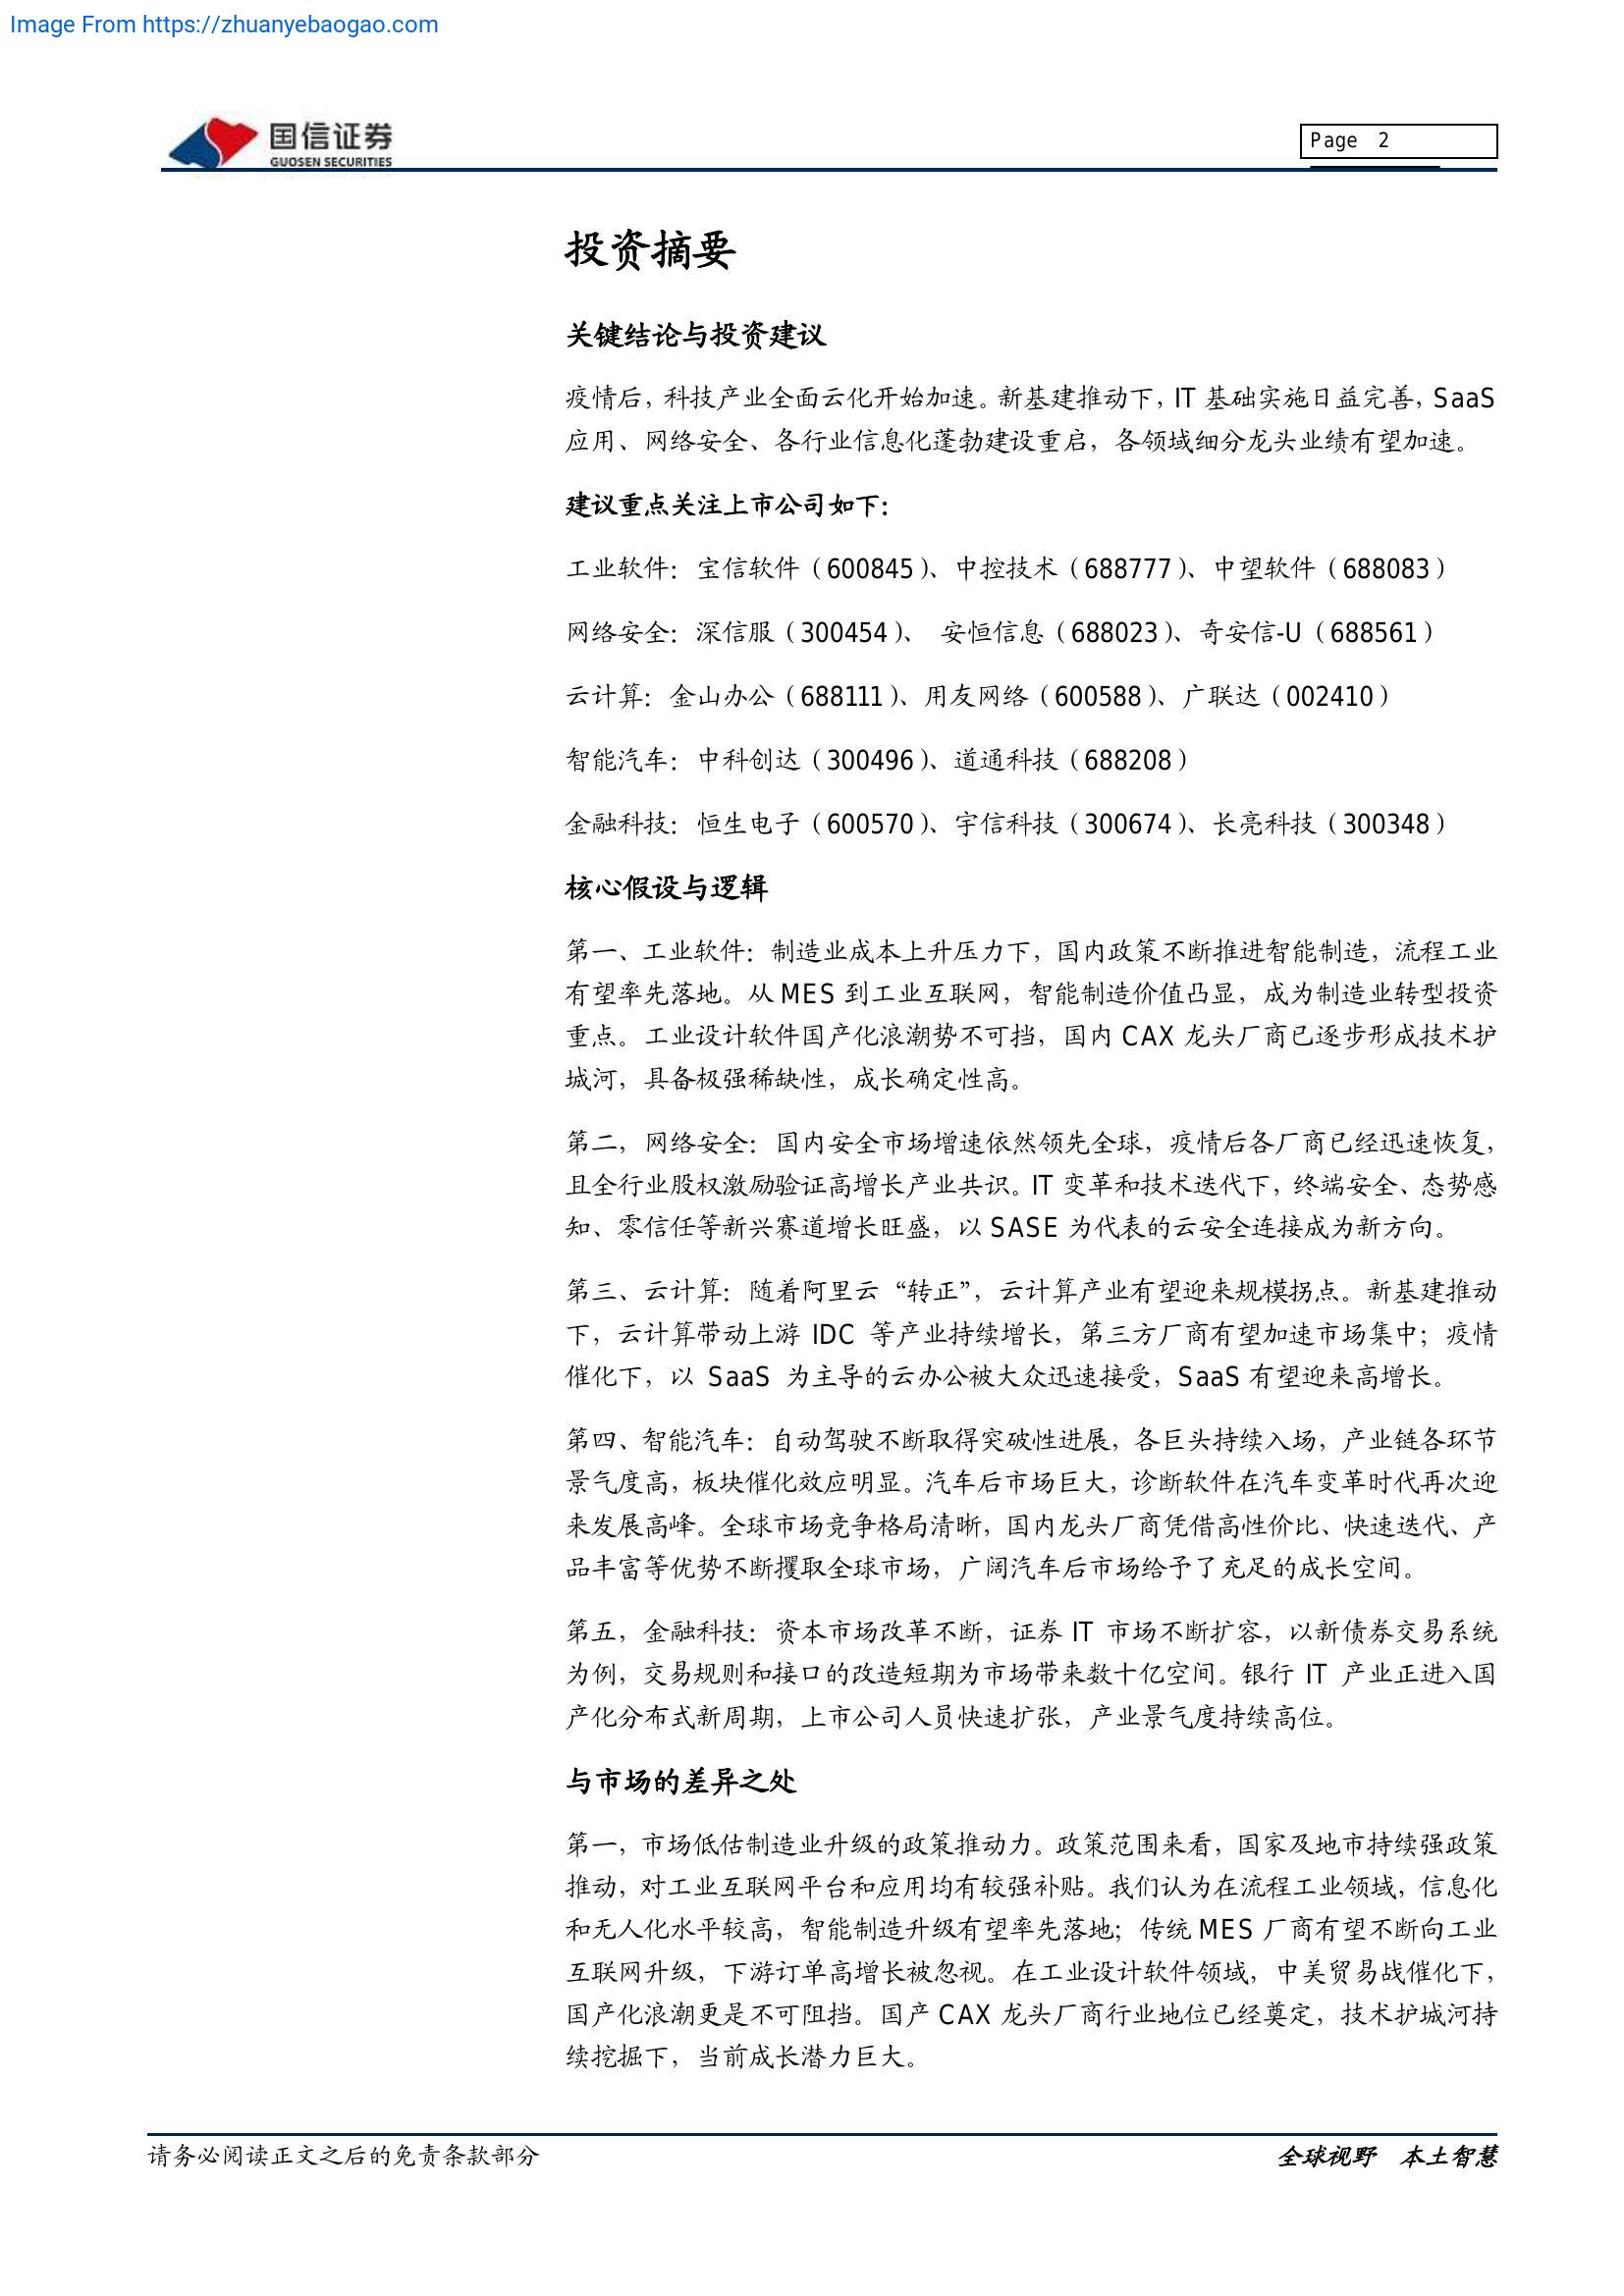 Image From https://zhuanyebaogao.com
国信证券
GUOSEN SECURITIES
Page 2
投资摘要
关键结论与投资建议
疫情后，科技产业全面云化开始加速。新基建推动下，IT 基础实施日益完善，SaaS
应用、网络安全、各行业信息化蓬勃建设重启，各领域细分龙头业绩有望加速。
建议重点关注上市公司如下：
工业软件：宝信软件（600845）、中控技术（688777）、中望软件（688083）
网络安全：深信服（300454）、 安恒信息（688023）、奇安信-U（688561）
云计算：金山办公（688111）、用友网络（600588）、广联达（002410）
智能汽车：中科创达（300496）、道通科技（688208）
金融科技：恒生电子（600570）、宇信科技（300674）、长亮科技（300348）
核心假设与逻辑
第一、工业软件：制造业成本上升压力下，国内政策不断推进智能制造，流程工业
有望率先落地。从 MES 到工业互联网，智能制造价值凸显，成为制造业转型投资
重点。工业设计软件国产化浪潮势不可挡，国内 CAX 龙头厂商已逐步形成技术护
城河，具备极强稀缺性，成长确定性高。
第二，网络安全：国内安全市场增速依然领先全球，疫情后各厂商已经迅速恢复，
且全行业股权激励验证高增长产业共识。IT 变革和技术迭代下，终端安全、态势感
知、零信任等新兴赛道增长旺盛，以 SASE 为代表的云安全连接成为新方向。
第三、云计算：随着阿里云“转正”，云计算产业有望迎来规模拐点。新基建推动
下，云计算带动上游 IDC 等产业持续增长，第三方厂商有望加速市场集中；疫情
催化下，以 SaaS 为主导的云办公被大众迅速接受，SaaS 有望迎来高增长。
第四、智能汽车：自动驾驶不断取得突破性进展，各巨头持续入场，产业链各环节
景气度高，板块催化效应明显。汽车后市场巨大，诊断软件在汽车变革时代再次迎
来发展高峰。全球市场竞争格局清晰，国内龙头厂商凭借高性价比、快速迭代、产
品丰富等优势不断攫取全球市场，广阔汽车后市场给予了充足的成长空间。
第五，金融科技：资本市场改革不断，证券 IT 市场不断扩容，以新债券交易系统
为例，交易规则和接口的改造短期为市场带来数十亿空间。银行 IT 产业正进入国
产化分布式新周期，上市公司人员快速扩张，产业景气度持续高位。
与市场的差异之处
第一，市场低估制造业升级的政策推动力。政策范围来看，国家及地市持续强政策
推动，对工业互联网平台和应用均有较强补贴。我们认为在流程工业领域，信息化
和无人化水平较高，智能制造升级有望率先落地；传统 MES 厂商有望不断向工业
互联网升级，下游订单高增长被忽视。在工业设计软件领域，中美贸易战催化下，
国产化浪潮更是不可阻挡。国产 CAX 龙头厂商行业地位已经奠定，技术护城河持
续挖掘下，当前成长潜力巨大。
请务必阅读正文之后的免责条款部分
全球视野 本土智慧